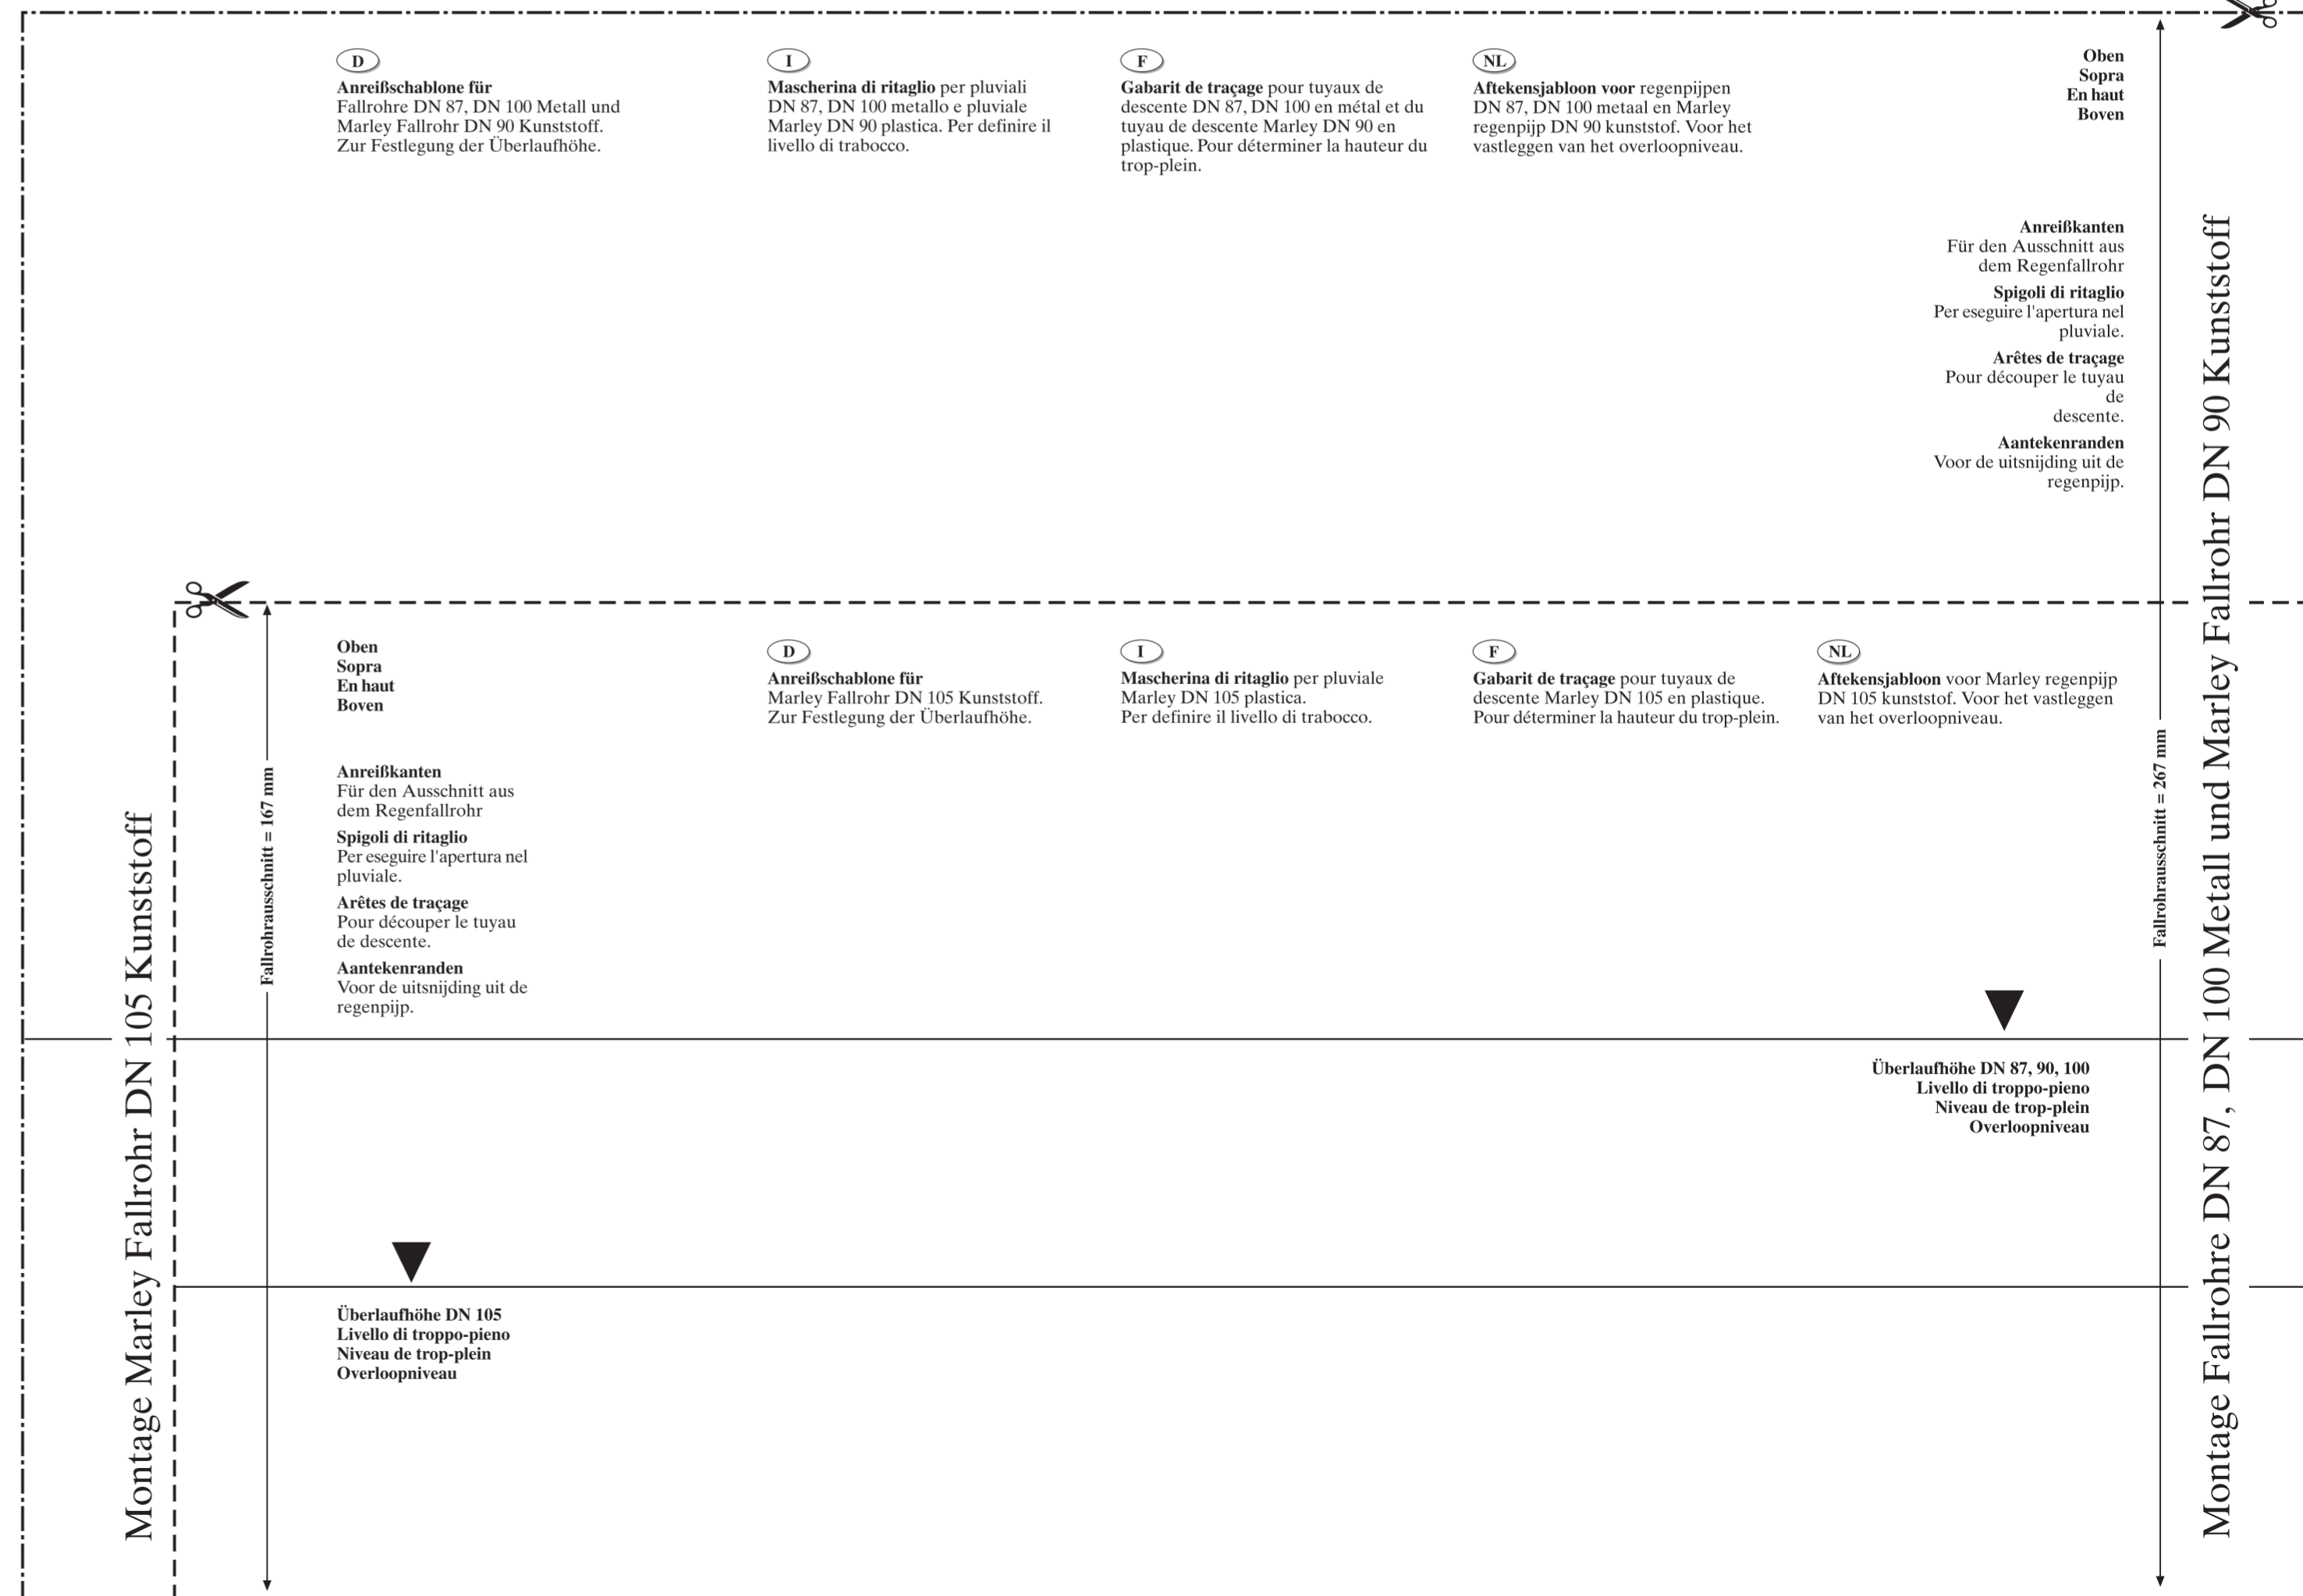 D
Anreißschablone für
Fallrohre DN 87, DN 100 Metall und
Marley Fallrohr DN 90 Kunststoff.
Zur Festlegung der Überlaufhöhe.
I
Mascherina di ritaglio per pluviali
DN 87, DN 100 metallo e pluviale
Marley DN 90 plastica. Per definire il
livello di trabocco.
F
Gabarit de traçage pour tuyaux de
descente DN 87, DN 100 en métal et du
tuyau de descente Marley DN 90 en
plastique. Pour déterminer la hauteur du
trop-plein.
NL
Aftekensjabloon voor regenpijpen
DN 87, DN 100 metaal en Marley
regenpijp DN 90 kunststof. Voor het
vastleggen van het overloopniveau.
Oben
Sopra
En haut
Boven
Anreißkanten
Für den Ausschnitt aus
dem Regenfallrohr
Spigoli di ritaglio
Per eseguire l'apertura nel
pluviale.
Arêtes de traçage
Pour découper le tuyau
de
descente.
Aantekenranden
Voor de uitsnijding uit de
regenpijp.
Fallrohrausschnitt = 267 mm
Montage Fallrohre DN 87, DN 100 Metall und Marley Fallrohr DN 90 Kunststoff
Montage Marley Fallrohr DN 105 Kunststoff
Fallrohrausschnitt = 167 mm
Oben
Sopra
En haut
Boven
Anreißkanten
Für den Ausschnitt aus
dem Regenfallrohr
Spigoli di ritaglio
Per eseguire l'apertura nel
pluviale.
Arêtes de traçage
Pour découper le tuyau
de descente.
Aantekenranden
Voor de uitsnijding uit de
regenpijp.
D
Anreißschablone für
Marley Fallrohr DN 105 Kunststoff.
Zur Festlegung der Überlaufhöhe.
I
Mascherina di ritaglio per pluviale
Marley DN 105 plastica.
Per definire il livello di trabocco.
F
Gabarit de traçage pour tuyaux de
descente Marley DN 105 en plastique.
Pour déterminer la hauteur du trop-plein.
NL
Aftekensjabloon voor Marley regenpijp
DN 105 kunststof. Voor het vastleggen
van het overloopniveau.
Überlaufhöhe DN 87, 90, 100
Livello di troppo-pieno
Niveau de trop-plein
Overloopniveau
Überlaufhöhe DN 105
Livello di troppo-pieno
Niveau de trop-plein
Overloopniveau